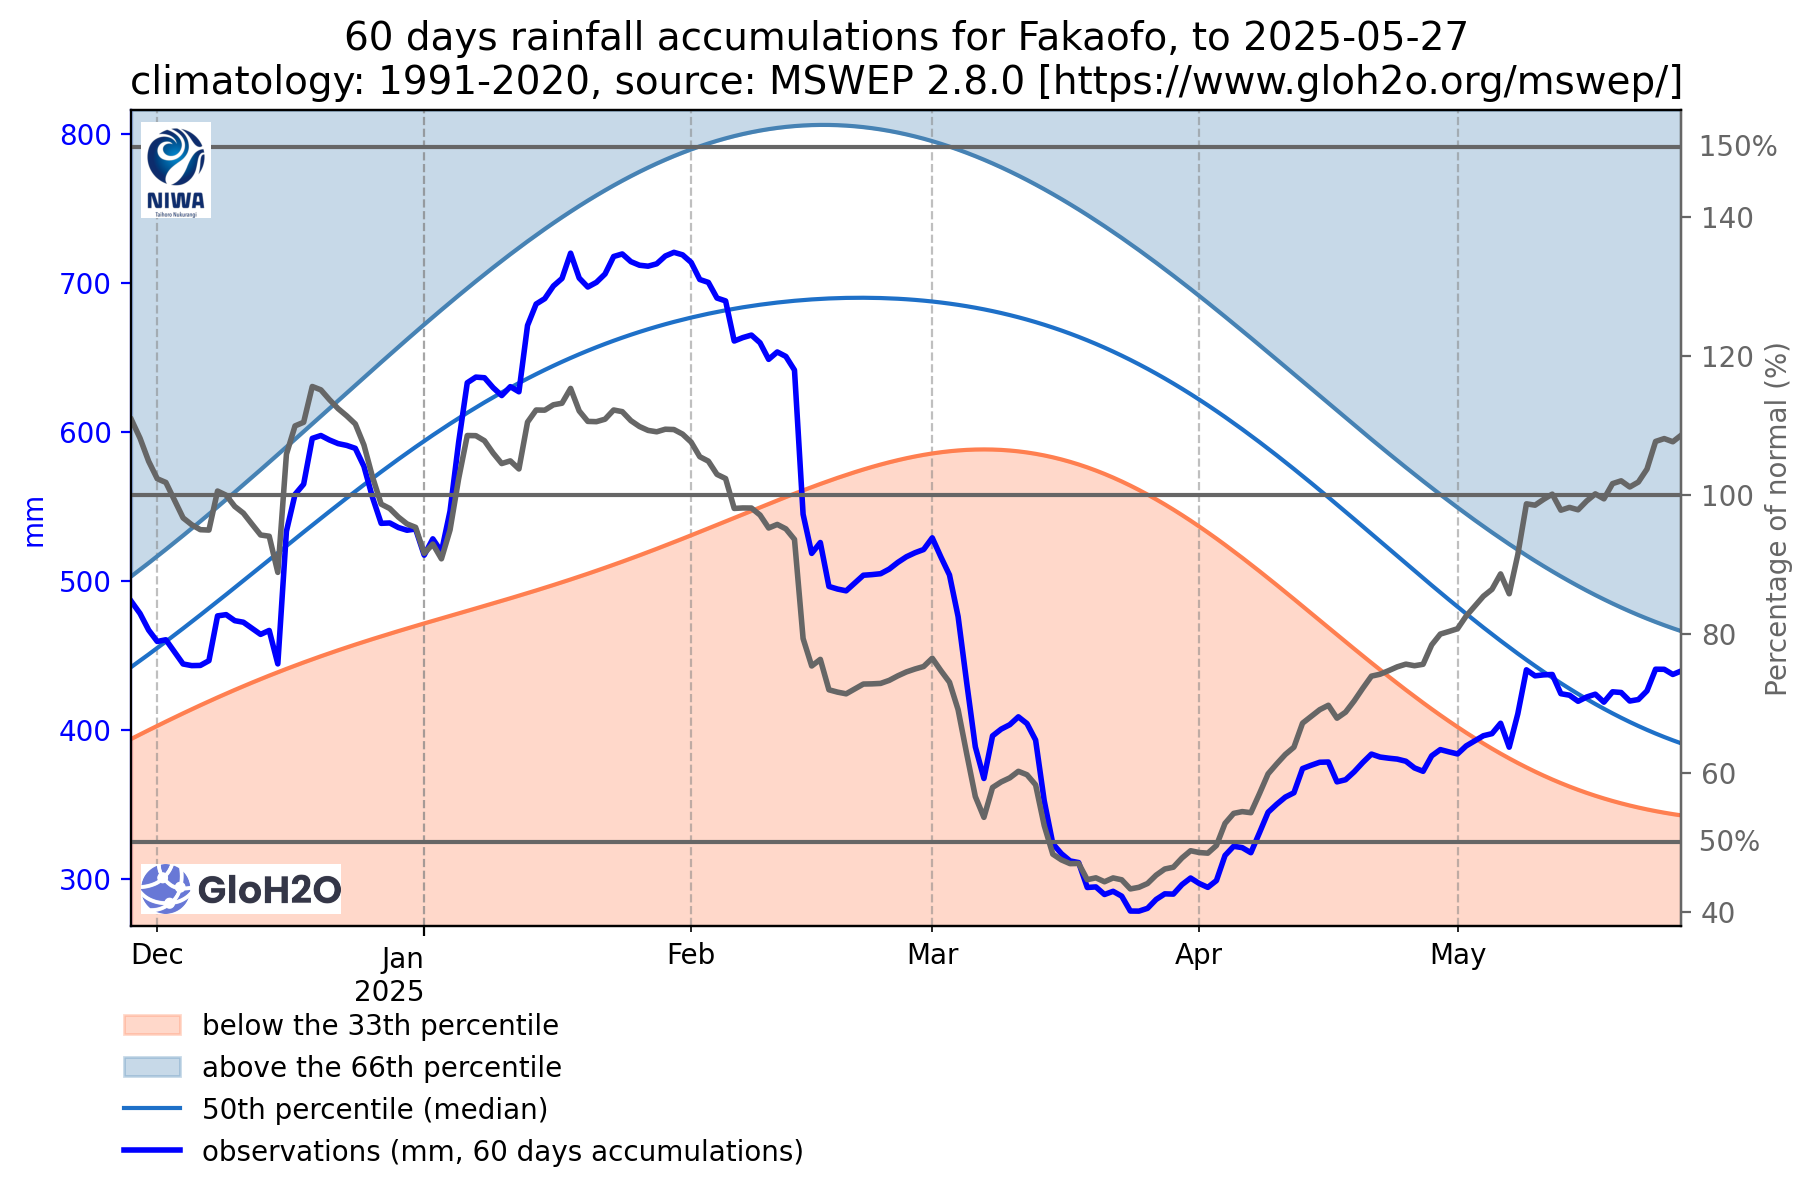 60 days rainfall accumulations for Fakaofo, to 2025-05-27
climatology: 1991-2020, source: MSWEP 2.8.0 [https://www.gloh2o.org/mswep/]
800
700
600
500
400
300
mm
NIWA
Taihoro Nukurangi
GloH2O
150%
140
120
100
80
60
50%
40
Percentage of normal (%)
Dec
Jan
2025
Feb
Mar
Apr
May
below the 33th percentile
above the 66th percentile
50th percentile (median)
observations (mm, 60 days accumulations)